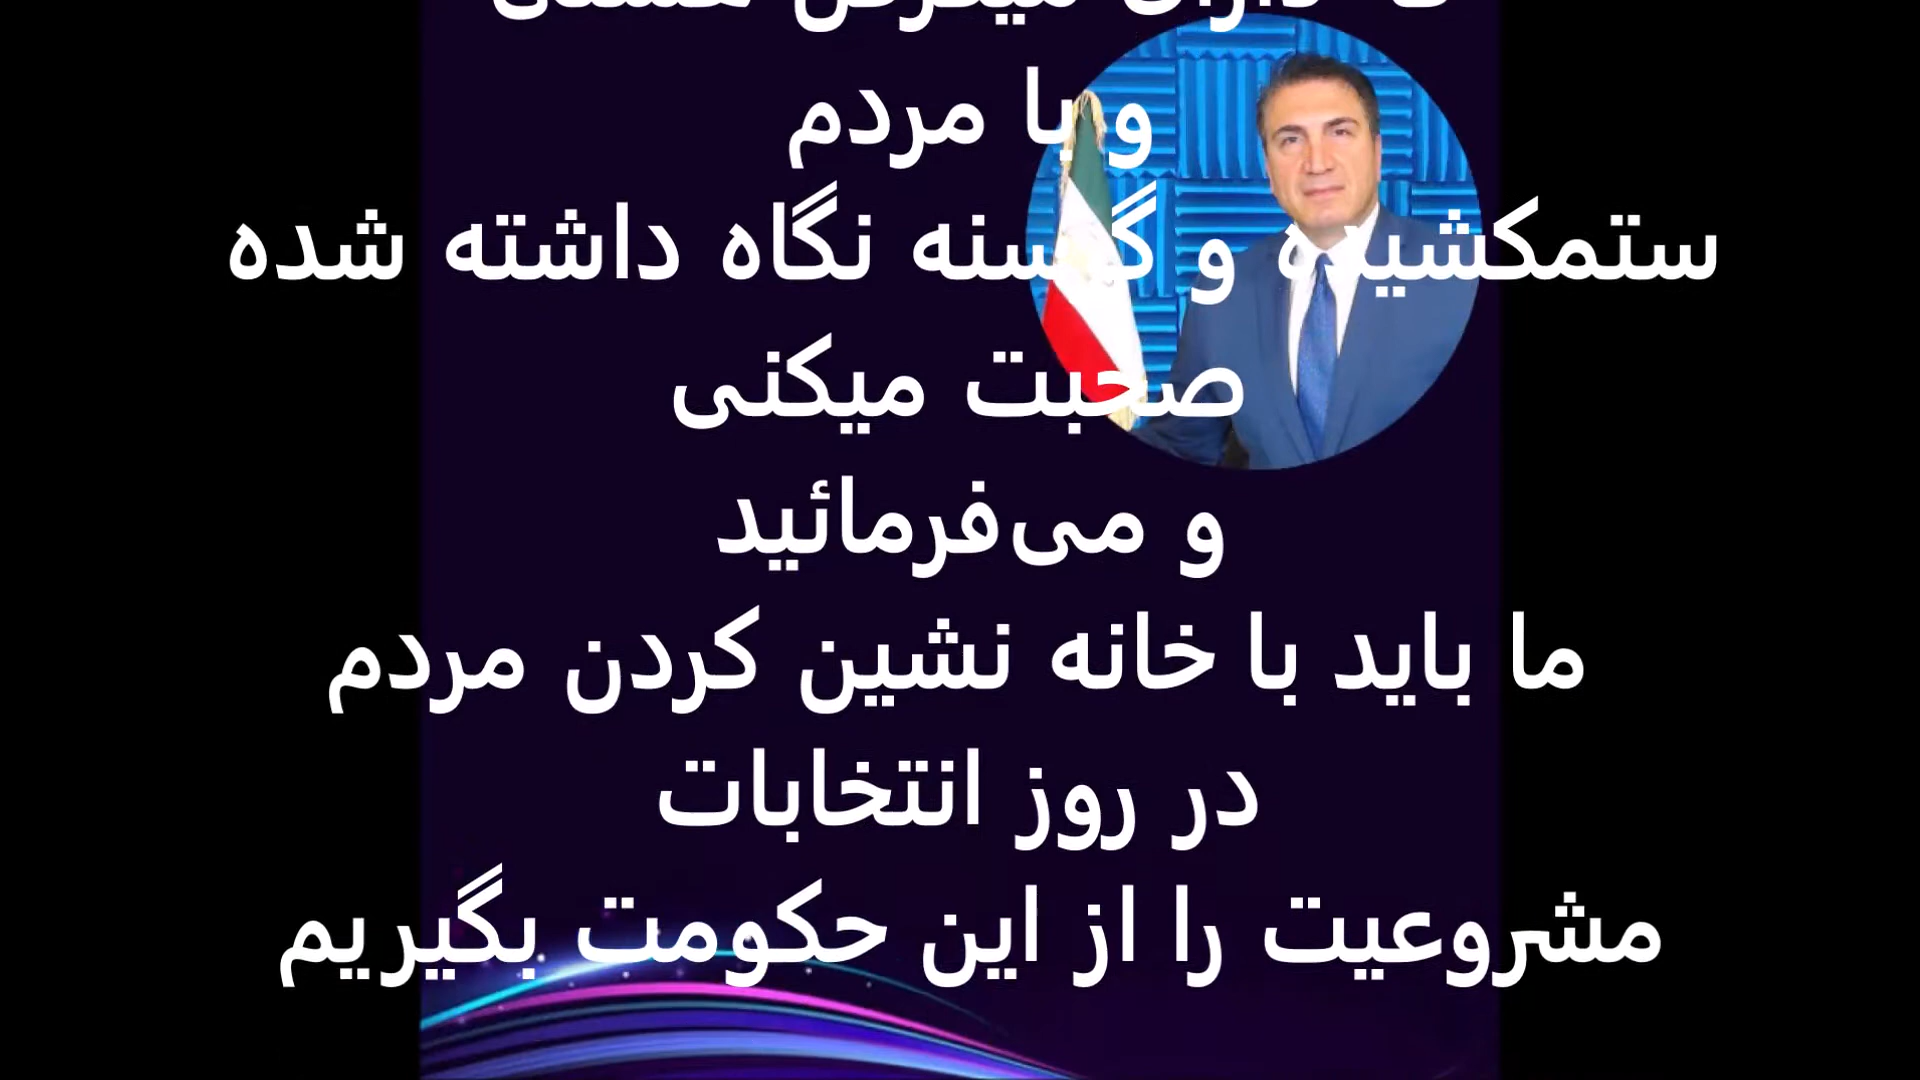 و با مردم
ستمکشیده و گرسنه نگاه داشته شده
صحبت میکنی
و می‌فرمائید
ما باید با خانه نشین کردن مردم
در روز انتخابات
مشروعیت را از این حکومت بگیریم